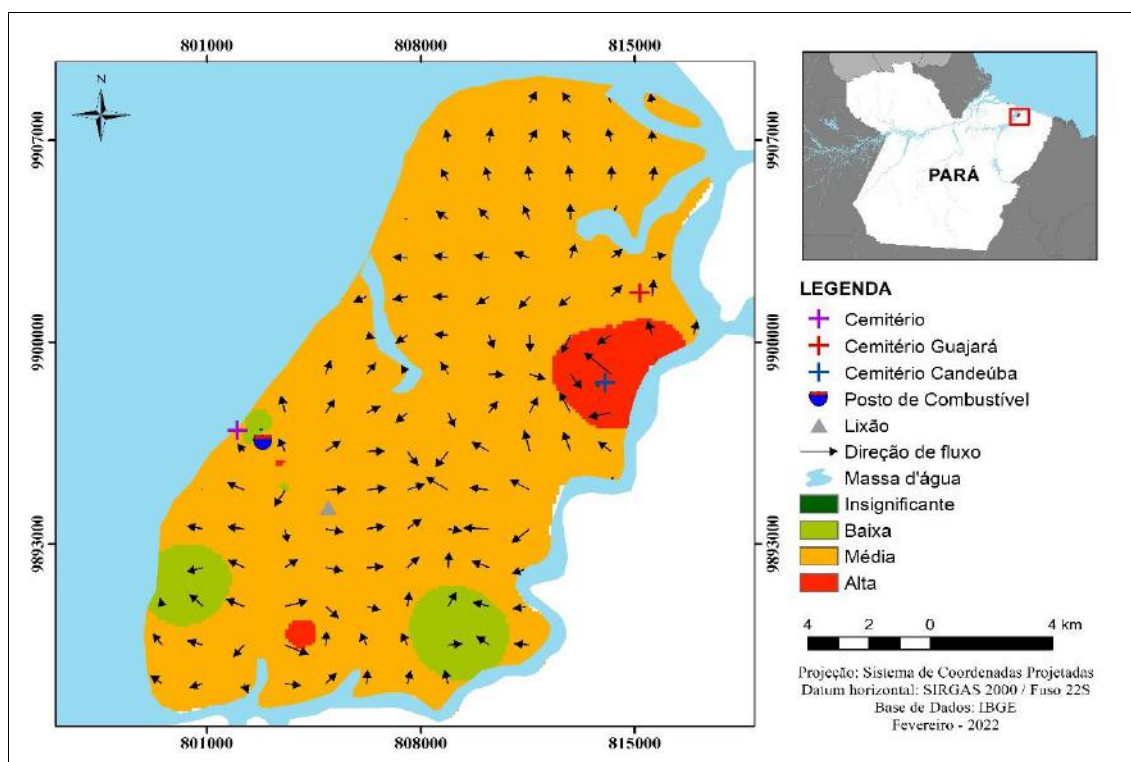 801000
808000
815000
N
9907000
9907000
9900000
9900000
9893000
9893000
801000
808000
815000
PARÁ
LEGENDA
Cemitério
Cemitério Guajará
Cemitério Candeúba
Posto de Combustível
Lixão
Direção de fluxo
Massa d'água
Insignificante
Baixa
Média
Alta
4 2 0 4 km
Projeção: Sistema de Coordenadas Projetadas
Datum horizontal: SIRGAS 2000 / Fuso 22S
Base de Dados: IBGE
Fevereiro - 2022